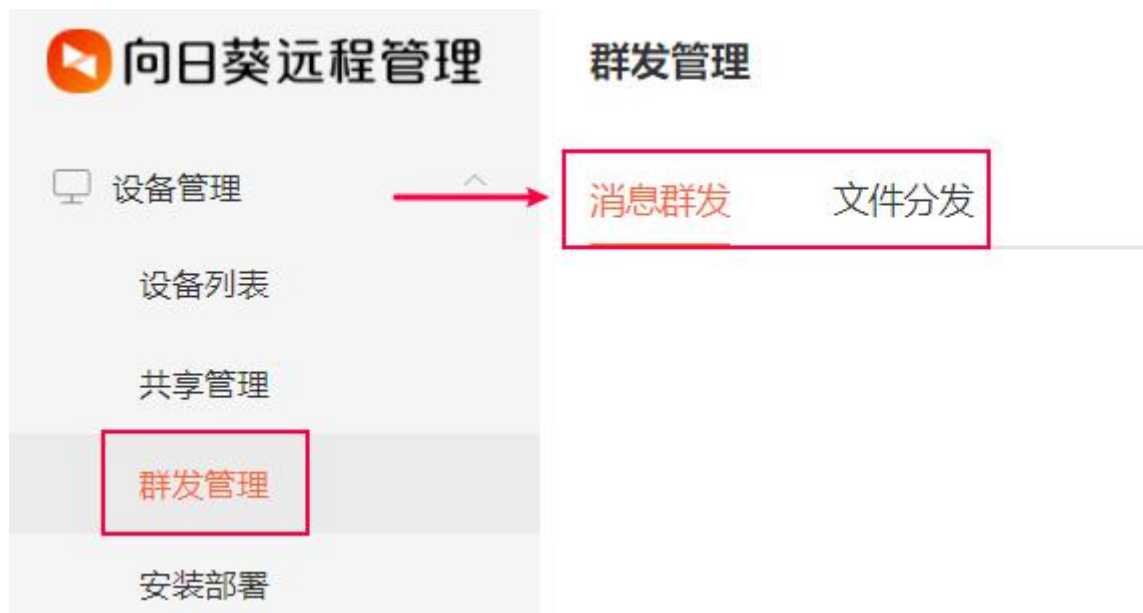 向日葵远程管理
设备管理
设备列表
共享管理
群发管理
安装部署
群发管理
消息群发 文件分发